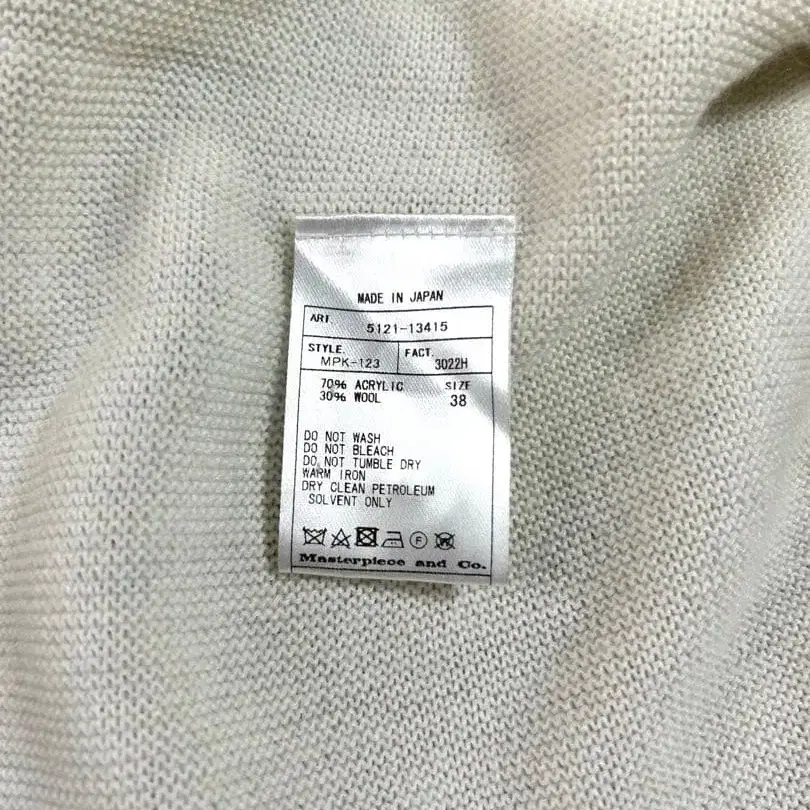 MADE IN JAPAN
ART. 5121-13415
STYLE. MPK-123 FACT. 3022H
70% ACRYLIC SIZE
30% WOOL 38
DO NOT WASH
DO NOT BLEACH
DO NOT TUMBLE DRY
WARM IRON
DRY CLEAN PETROLEUM
SOLVENT ONLY
F
Masterpiece and Co.